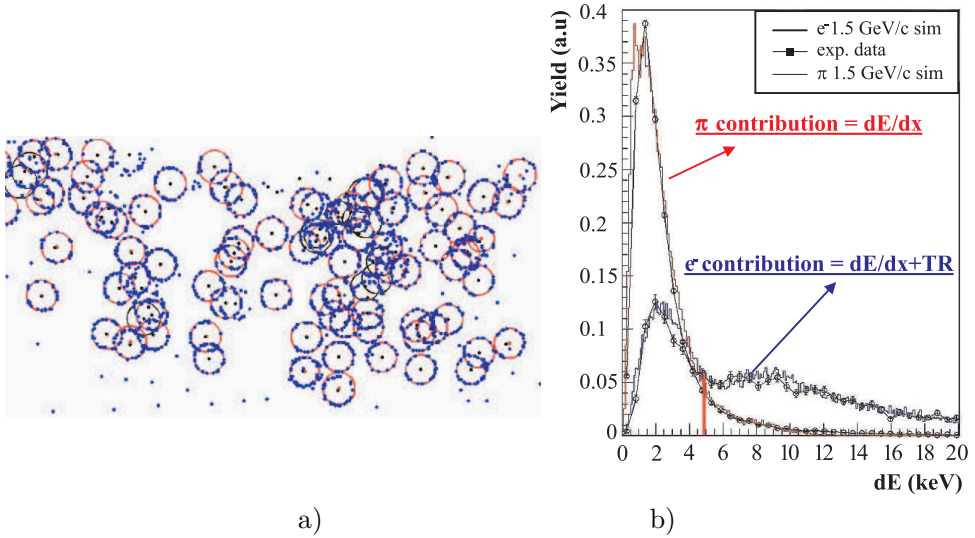 b)
0.4
0.35
0.3
0.25
0.2
0.15
0.1
0.05
0
Yield (a.u)
e- 1.5 GeV/c sim
exp. data
π 1.5 GeV/c sim
π contribution = dE/dx
e- contribution = dE/dx+TR
0 2 4 6 8 10 12 14 16 18 20
dE (keV)
a)
b)